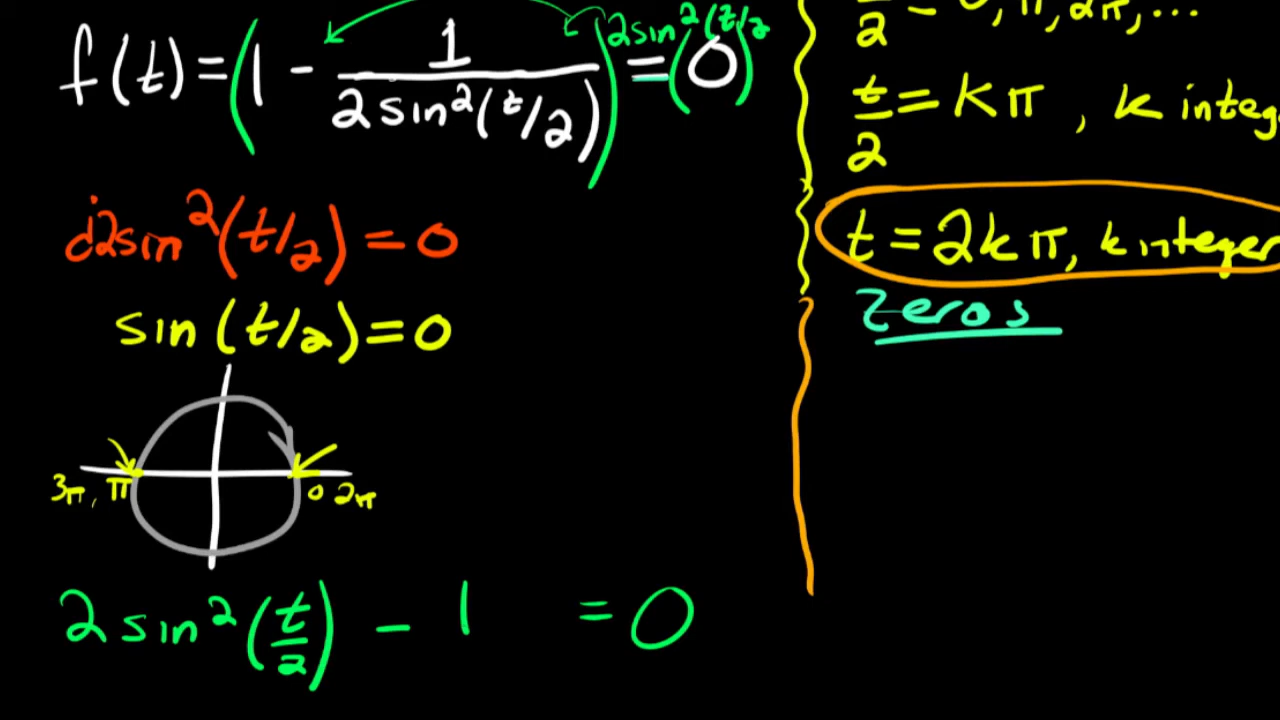 f(t) = (1 - 1/(2sin²(t/2))) = (0) 2sin²(t/2)
2sin²(t/2) = 0
sin(t/2) = 0
3π, π 0 2π
2sin²(t/2) - 1 = 0
t/2 = 0, π, 2π, ...
t/2 = Kπ, k integ
t = 2kπ, k integer
Zeros